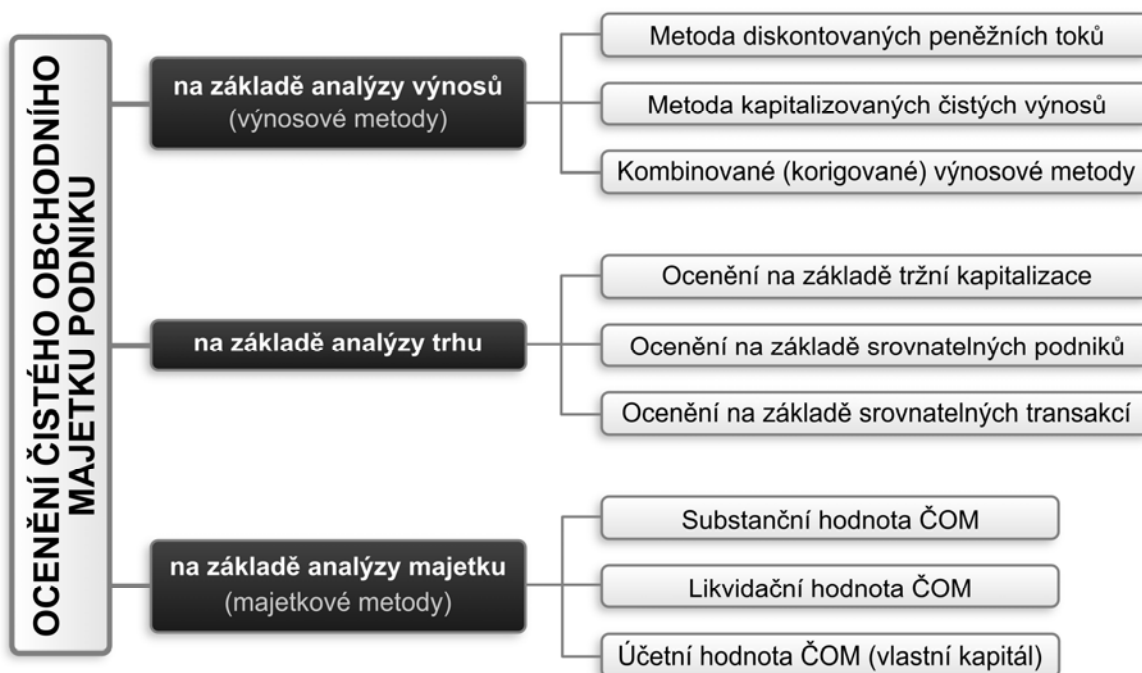 OCENĚNÍ ČISTÉHO OBCHODNÍHO
MAJETKU PODNIKU
na základě analýzy výnosů
(výnosové metody)
Metoda diskontovaných peněžních toků
Metoda kapitalizovaných čistých výnosů
Kombinované (korigované) výnosové metody
na základě analýzy trhu
Ocenění na základě tržní kapitalizace
Ocenění na základě srovnatelných podniků
Ocenění na základě srovnatelných transakcí
na základě analýzy majetku
(majetkové metody)
Substanční hodnota ČOM
Likvidační hodnota ČOM
Účetní hodnota ČOM (vlastní kapitál)